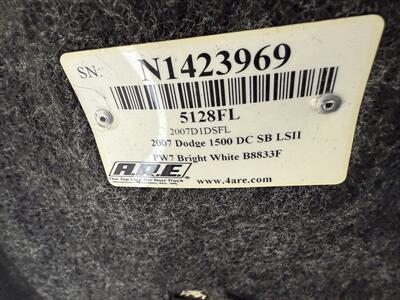 SN: N1423969
5128FL
2007D1DSFL
2007 Dodge 1500 DC SB LSII
PW7 Bright White B8833F
A.R.E.
www.4are.com